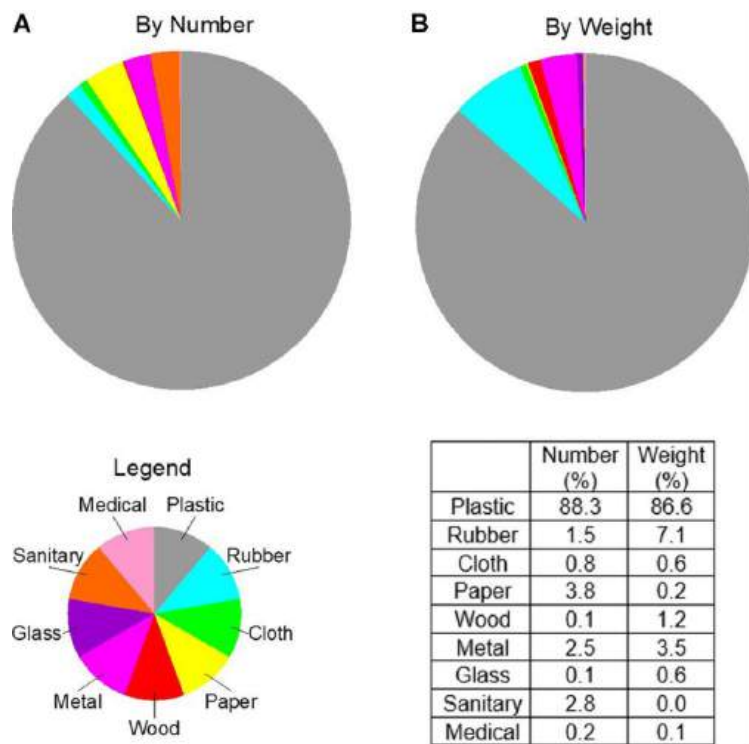 A By Number
B By Weight
Legend
Medical Plastic
Sanitary Rubber
Glass Cloth
Metal Paper
Wood
Number (%) Weight (%)
Plastic 88.3 86.6
Rubber 1.5 7.1
Cloth 0.8 0.6
Paper 3.8 0.2
Wood 0.1 1.2
Metal 2.5 3.5
Glass 0.1 0.6
Sanitary 2.8 0.0
Medical 0.2 0.1